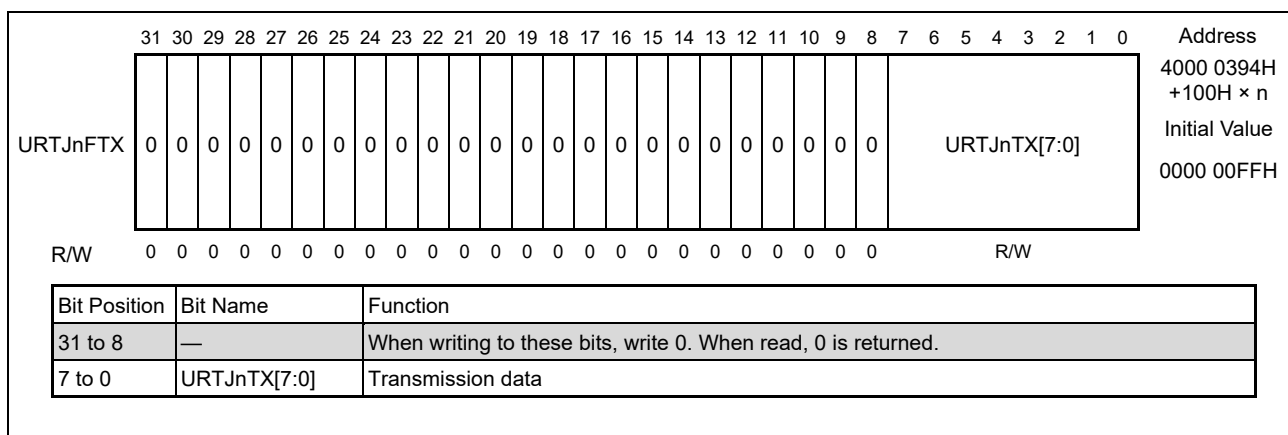 31 30 29 28 27 26 25 24 23 22 21 20 19 18 17 16 15 14 13 12 11 10 9 8 7 6 5 4 3 2 1 0 Address
4000 0394H
+100H × n
URTJnFTX 0 0 0 0 0 0 0 0 0 0 0 0 0 0 0 0 0 0 0 0 0 0 0 0 URTJnTX[7:0]
Initial Value
0000 00FFH
R/W 0 0 0 0 0 0 0 0 0 0 0 0 0 0 0 0 0 0 0 0 0 0 0 0 R/W
Bit Position Bit Name Function
31 to 8 — When writing to these bits, write 0. When read, 0 is returned.
7 to 0 URTJnTX[7:0] Transmission data